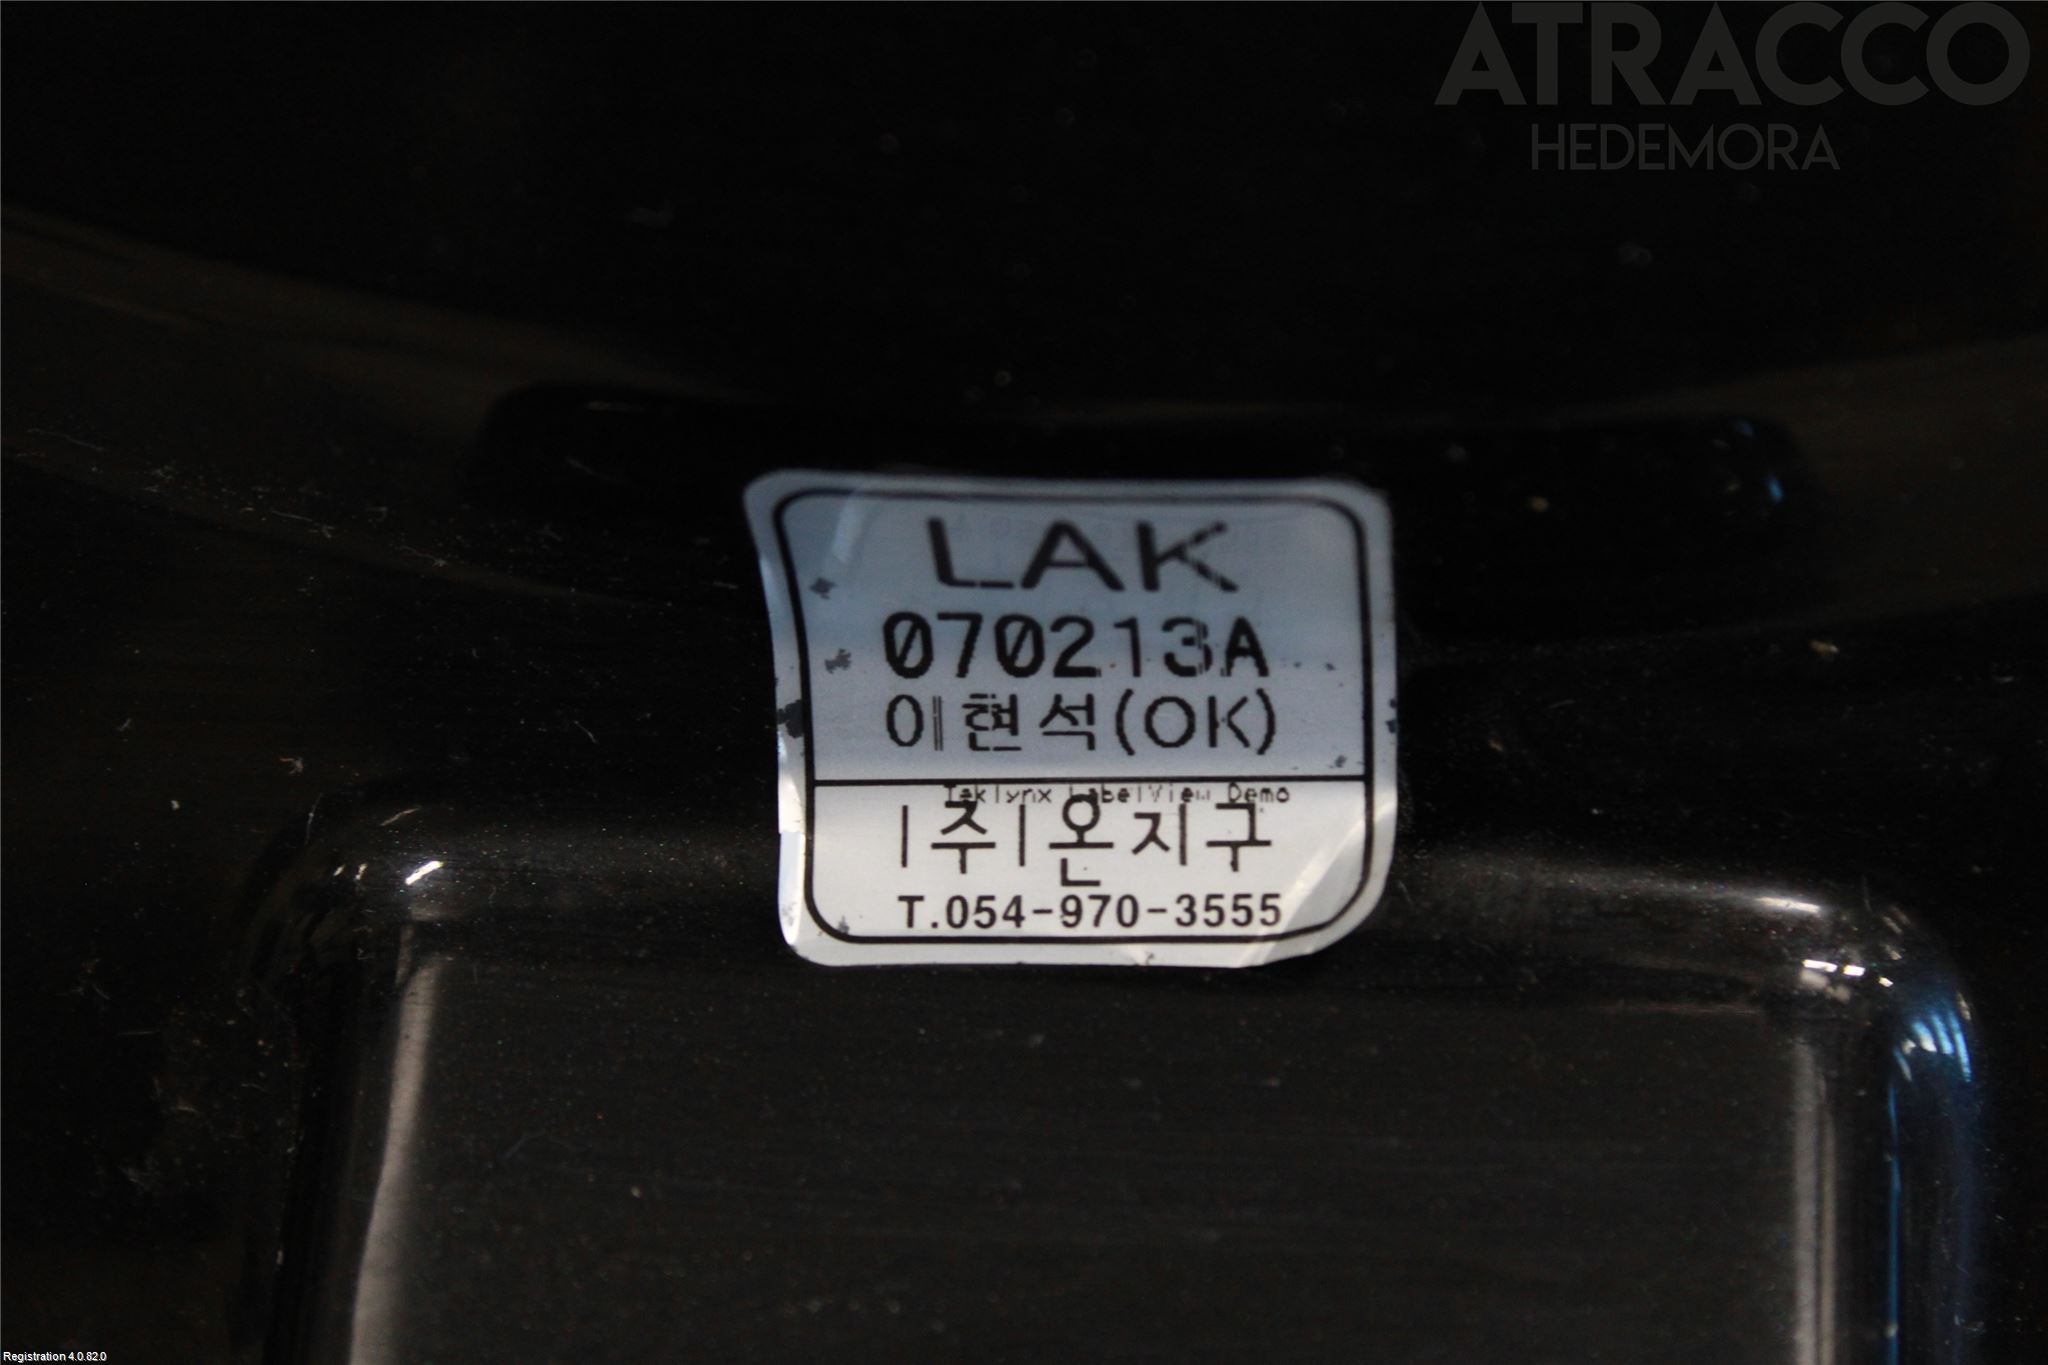 ATRACCO
HEDEMORA
LAK
070213A
이현석(OK)
Teklynx LabelView Demo
|주|온지구
T.054-970-3555
Registration 4.0.82.0